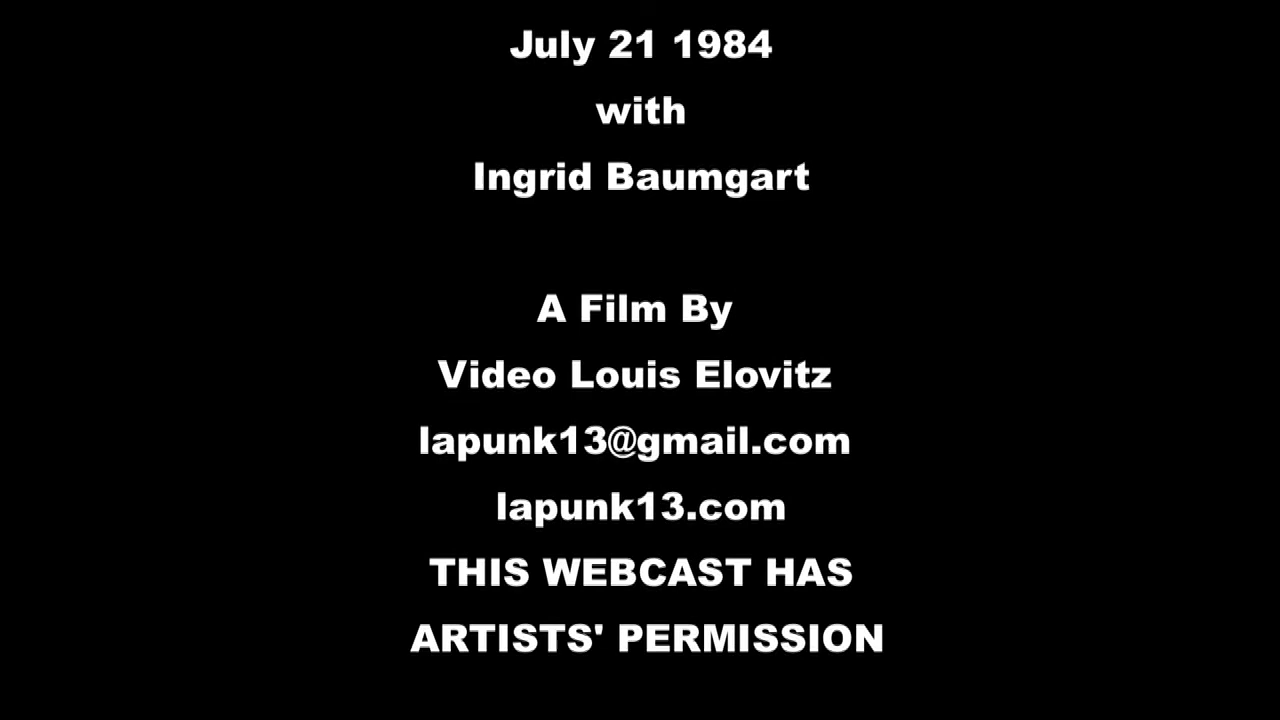 July 21 1984
with
Ingrid Baumgart
A Film By
Video Louis Elovitz
lapunk13@gmail.com
lapunk13.com
THIS WEBCAST HAS
ARTISTS' PERMISSION